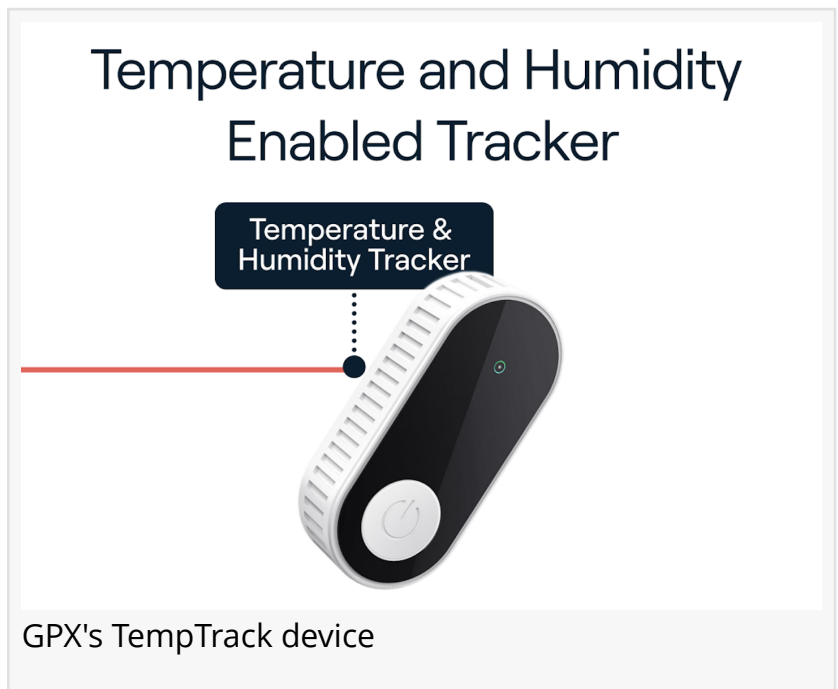 Temperature and Humidity
Enabled Tracker
Temperature &
Humidity Tracker
GPX's TempTrack device